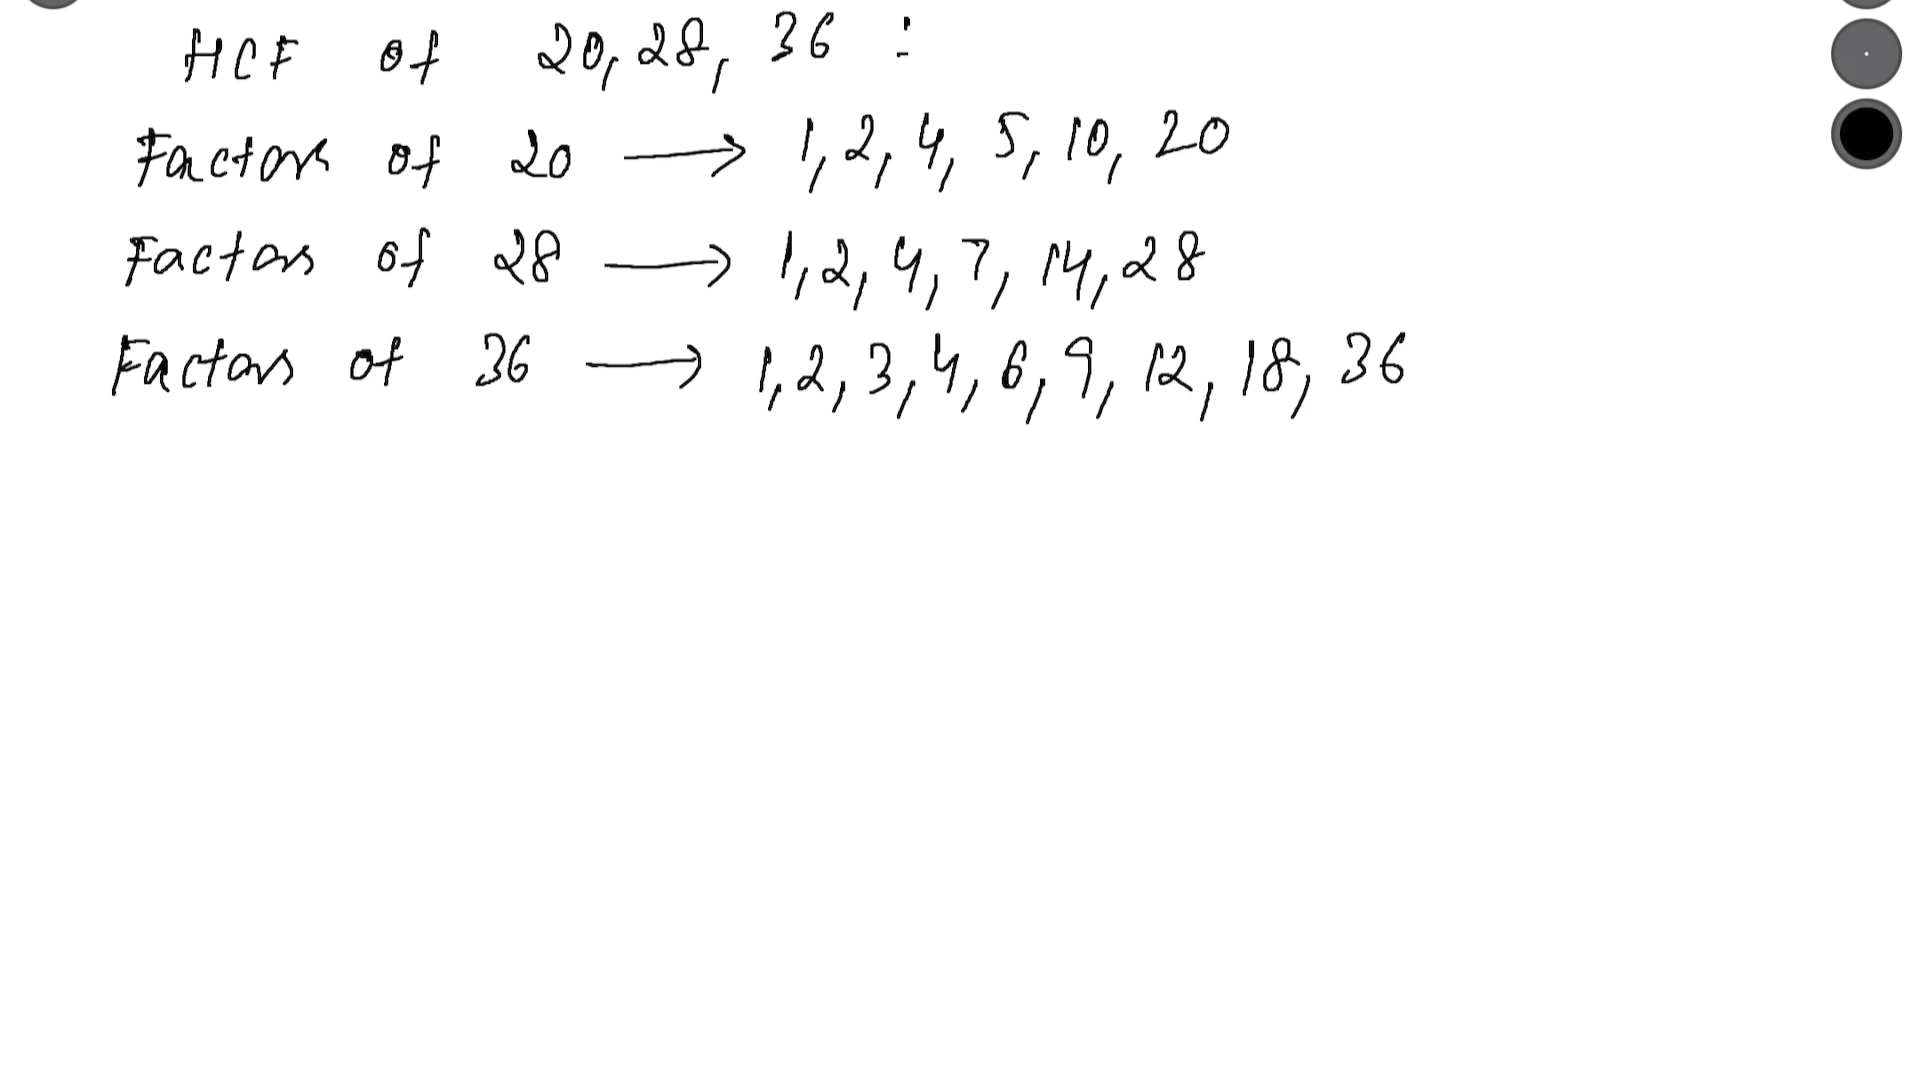 HCF of 20, 28, 36 :
Factors of 20 → 1, 2, 4, 5, 10, 20
Factors of 28 → 1, 2, 4, 7, 14, 28
Factors of 36 → 1, 2, 3, 4, 6, 9, 12, 18, 36